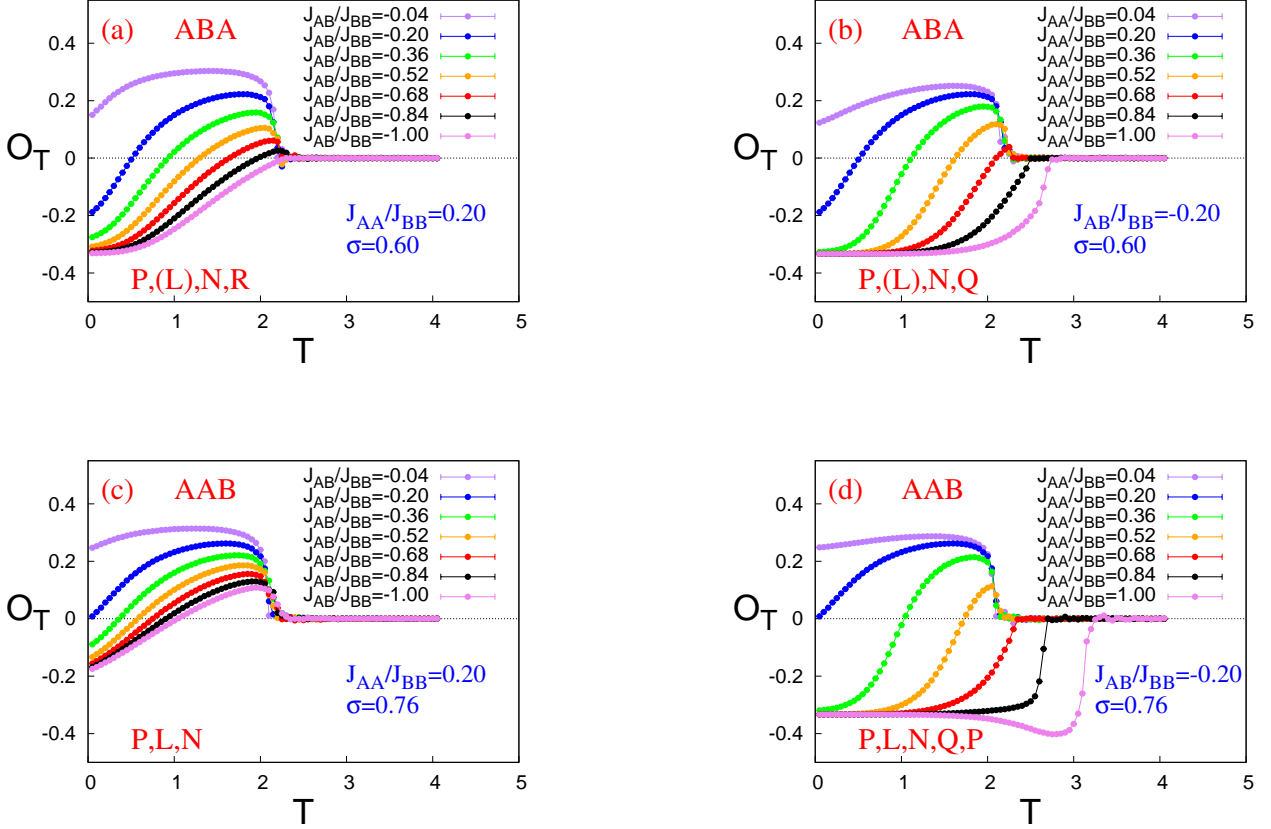 (a) ABA
J_AB/J_BB=-0.04
J_AB/J_BB=-0.20
J_AB/J_BB=-0.36
J_AB/J_BB=-0.52
J_AB/J_BB=-0.68
J_AB/J_BB=-0.84
J_AB/J_BB=-1.00
0.4
0.2
0
-0.2
-0.4
O_T
J_AA/J_BB=0.20
σ=0.60
P,(L),N,R
0 1 2 3 4 5
T
(b) ABA
J_AA/J_BB=0.04
J_AA/J_BB=0.20
J_AA/J_BB=0.36
J_AA/J_BB=0.52
J_AA/J_BB=0.68
J_AA/J_BB=0.84
J_AA/J_BB=1.00
0.4
0.2
0
-0.2
-0.4
O_T
J_AB/J_BB=-0.20
σ=0.60
P,(L),N,Q
0 1 2 3 4 5
T
(c) AAB
J_AB/J_BB=-0.04
J_AB/J_BB=-0.20
J_AB/J_BB=-0.36
J_AB/J_BB=-0.52
J_AB/J_BB=-0.68
J_AB/J_BB=-0.84
J_AB/J_BB=-1.00
0.4
0.2
0
-0.2
-0.4
O_T
J_AA/J_BB=0.20
σ=0.76
P,L,N
0 1 2 3 4 5
T
(d) AAB
J_AA/J_BB=0.04
J_AA/J_BB=0.20
J_AA/J_BB=0.36
J_AA/J_BB=0.52
J_AA/J_BB=0.68
J_AA/J_BB=0.84
J_AA/J_BB=1.00
0.4
0.2
0
-0.2
-0.4
O_T
J_AB/J_BB=-0.20
σ=0.76
P,L,N,Q,P
0 1 2 3 4 5
T